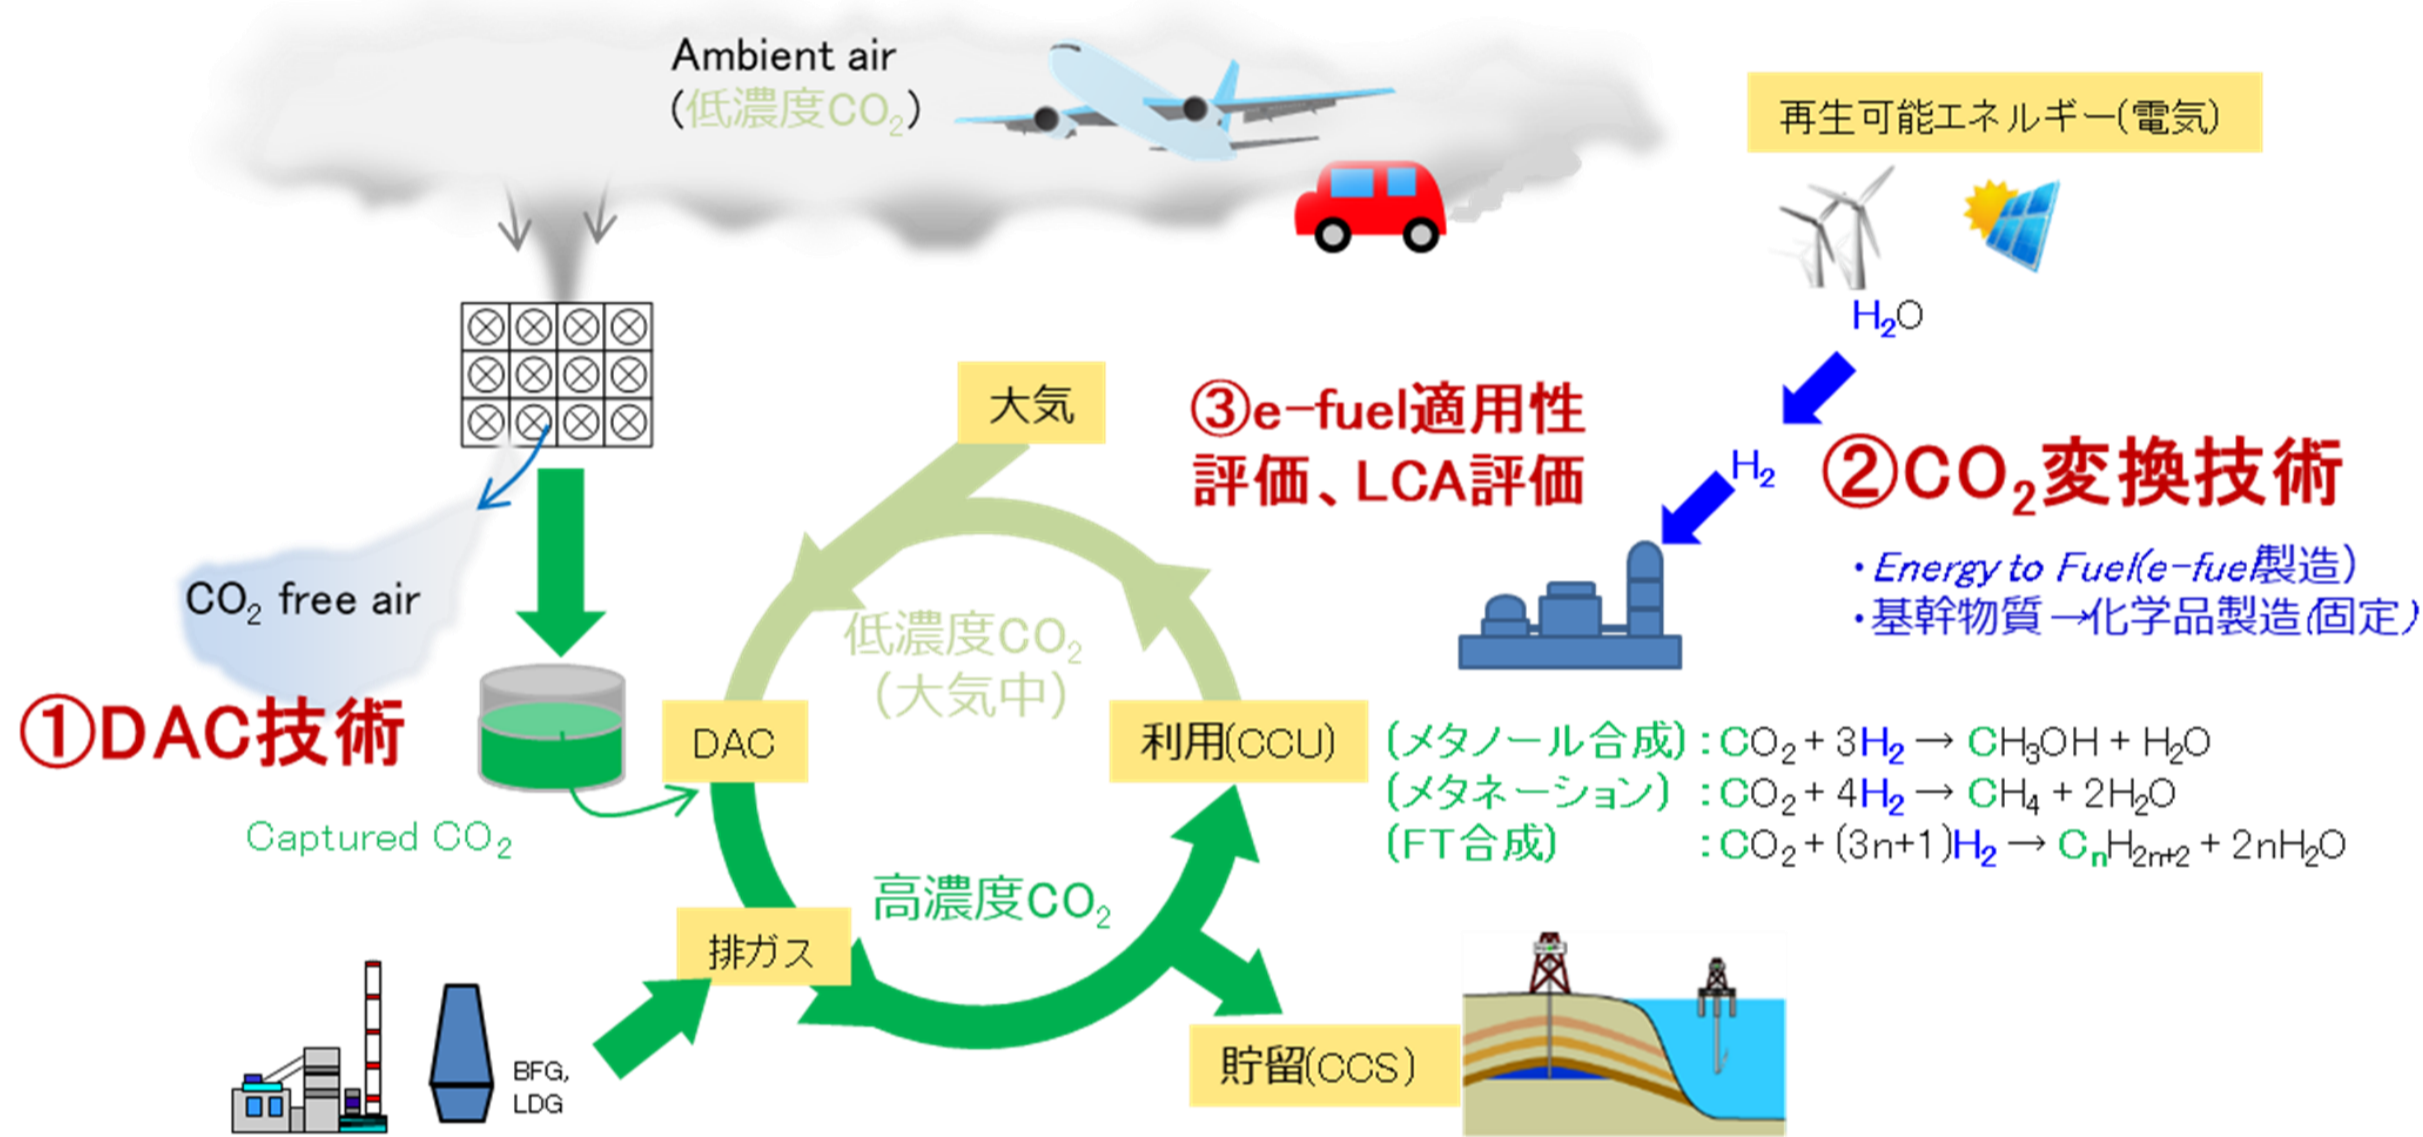 Ambient air
(低濃度CO₂)
再生可能エネルギー(電気)
H₂O
H₂
大気
③e-fuel適用性
評価、LCA評価
②CO₂変換技術
・Energy to Fuel(e-fuel製造)
・基幹物質→化学品製造(固定)
CO₂ free air
①DAC技術
Captured CO₂
低濃度CO₂
(大気中)
DAC
利用(CCU)
(メタノール合成):CO₂+3H₂→CH₃OH+H₂O
(メタネーション):CO₂+4H₂→CH₄+2H₂O
(FT合成):CO₂+(3n+1)H₂→CₙH₂ₙ₊₂+2nH₂O
高濃度CO₂
排ガス
BFG,
LDG
貯留(CCS)